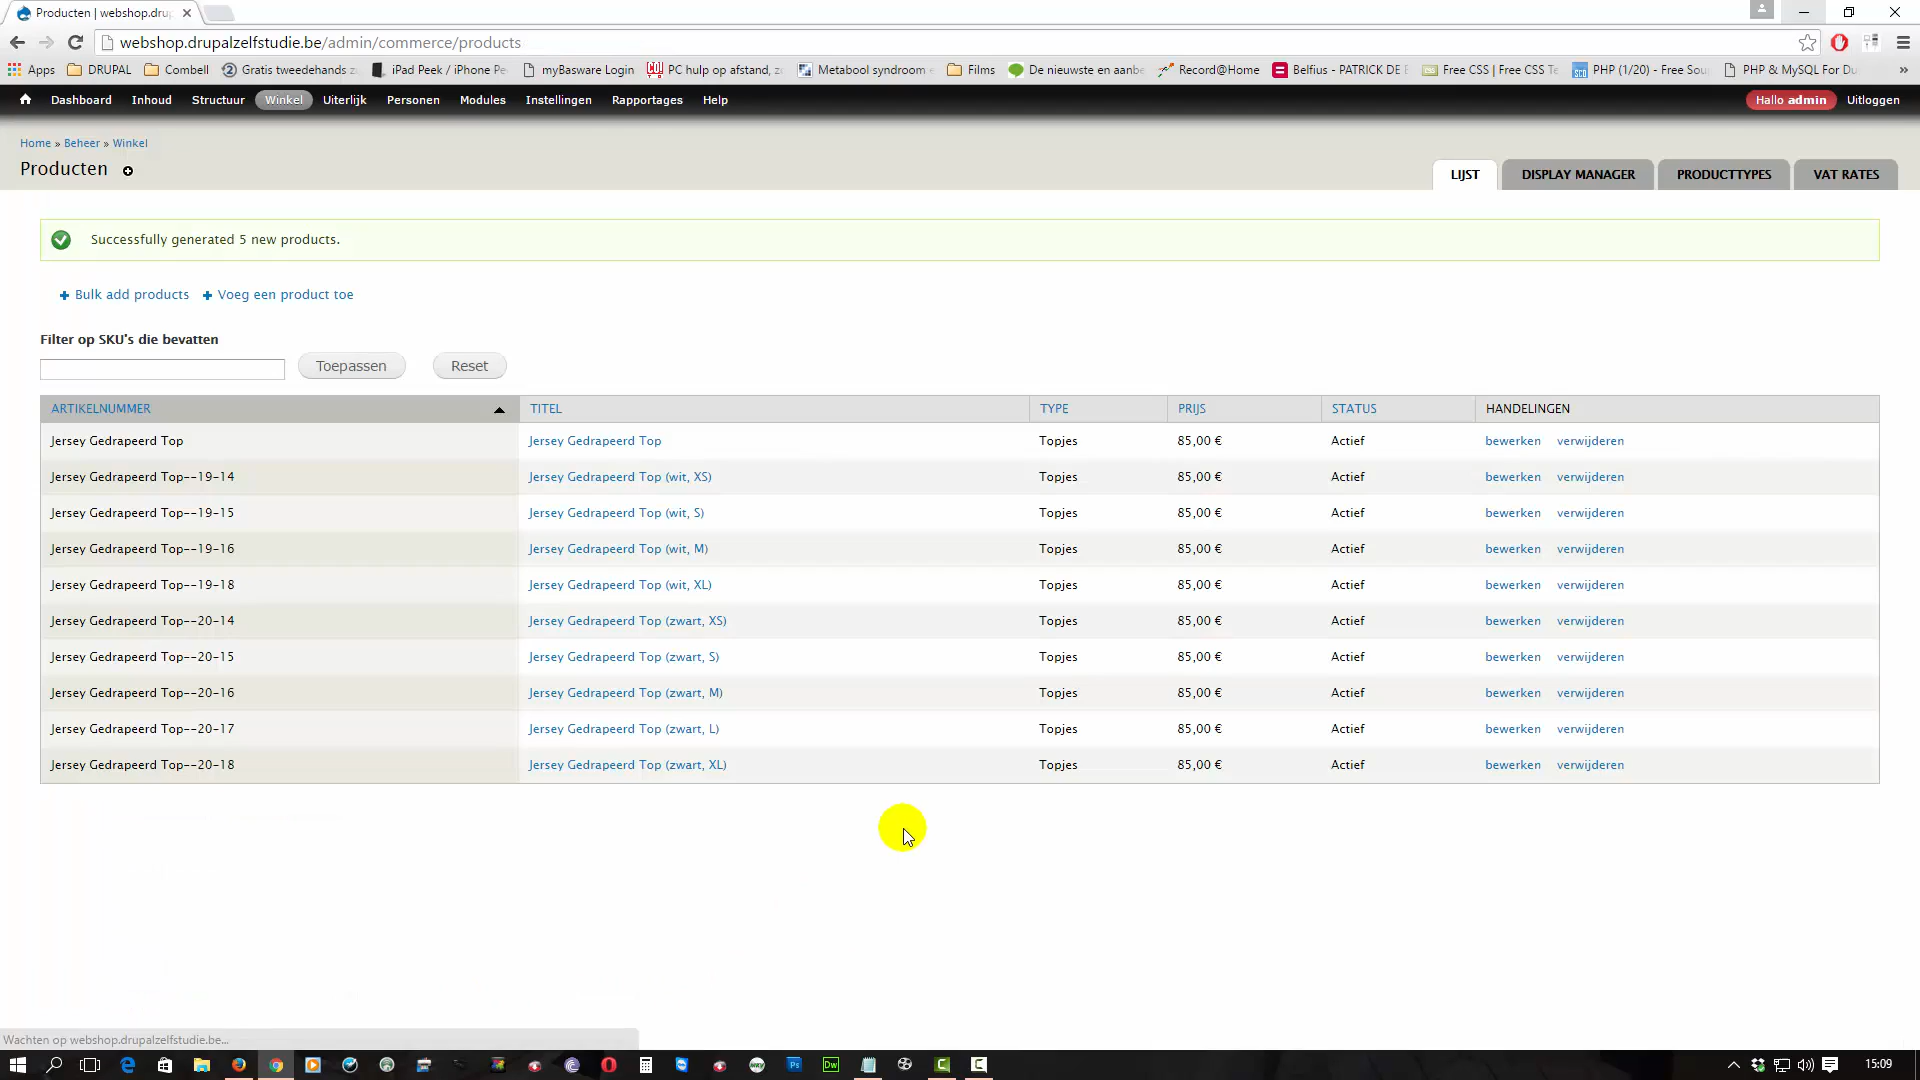 Producten | webshop.dru
webshop.drupalzelfstudie.be/admin/commerce/products
Apps DRUPAL Combell Gratis tweedehands iPad Peek / iPhone Pe myBasware Login PC hulp op afstand, Metabool syndroom Films De nieuwste en aanb Record@Home Belfius - PATRICK DE Free CSS | Free CSS Te PHP (1/20) - Free Sou PHP & MySQL For Du »
Dashboard Inhoud Structuur Winkel Uiterlijk Personen Modules Instellingen Rapportages Help Hallo admin Uitloggen
Home » Beheer » Winkel
Producten
LIJST DISPLAY MANAGER PRODUCTTYPES VAT RATES
Successfully generated 5 new products.
Bulk add products Voeg een product toe
Filter op SKU's die bevatten
Toepassen Reset
ARTIKELNUMMER TITEL TYPE PRIJS STATUS HANDELINGEN
Jersey Gedrapeerd Top Jersey Gedrapeerd Top Topjes 85,00 € Actief bewerken verwijderen
Jersey Gedrapeerd Top--19-14 Jersey Gedrapeerd Top (wit, XS) Topjes 85,00 € Actief bewerken verwijderen
Jersey Gedrapeerd Top--19-15 Jersey Gedrapeerd Top (wit, S) Topjes 85,00 € Actief bewerken verwijderen
Jersey Gedrapeerd Top--19-16 Jersey Gedrapeerd Top (wit, M) Topjes 85,00 € Actief bewerken verwijderen
Jersey Gedrapeerd Top--19-18 Jersey Gedrapeerd Top (wit, XL) Topjes 85,00 € Actief bewerken verwijderen
Jersey Gedrapeerd Top--20-14 Jersey Gedrapeerd Top (zwart, XS) Topjes 85,00 € Actief bewerken verwijderen
Jersey Gedrapeerd Top--20-15 Jersey Gedrapeerd Top (zwart, S) Topjes 85,00 € Actief bewerken verwijderen
Jersey Gedrapeerd Top--20-16 Jersey Gedrapeerd Top (zwart, M) Topjes 85,00 € Actief bewerken verwijderen
Jersey Gedrapeerd Top--20-17 Jersey Gedrapeerd Top (zwart, L) Topjes 85,00 € Actief bewerken verwijderen
Jersey Gedrapeerd Top--20-18 Jersey Gedrapeerd Top (zwart, XL) Topjes 85,00 € Actief bewerken verwijderen
Wachten op webshop.drupalzelfstudie.be...
15:09